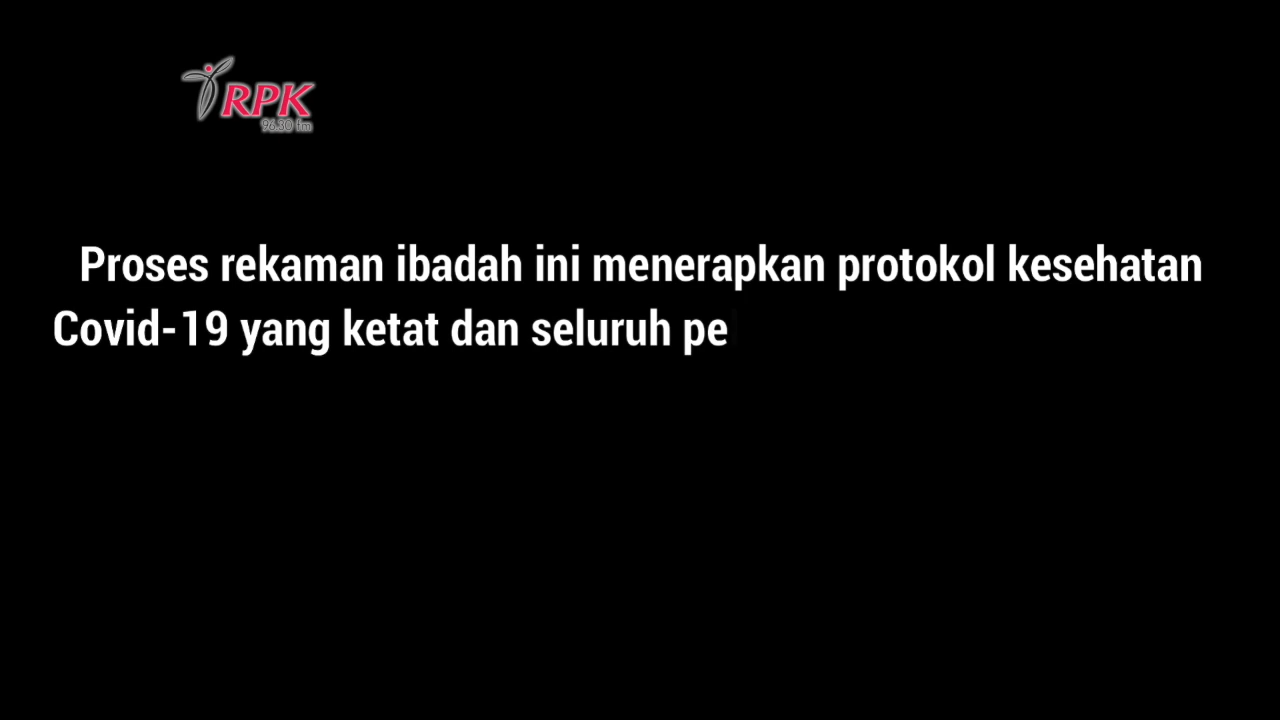 RPK
96.30 fm
Proses rekaman ibadah ini menerapkan protokol kesehatan
Covid-19 yang ketat dan seluruh pe